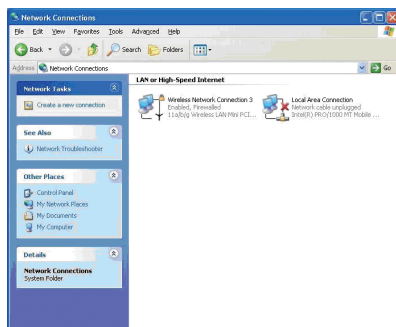 Network Connections
File Edit View Favorites Tools Advanced Help
Back Search Folders
Address Network Connections Go
Network Tasks
Create a new connection
See Also
Network Troubleshooter
Other Places
Control Panel
My Network Places
My Documents
My Computer
Details
Network Connections
System Folder
LAN or High-Speed Internet
Wireless Network Connection 3
Enabled, Firewalled
11a/b/g Wireless LAN Mini PCI...
Local Area Connection
Network cable unplugged
Intel(R) PRO/1000 MT Mobile ...